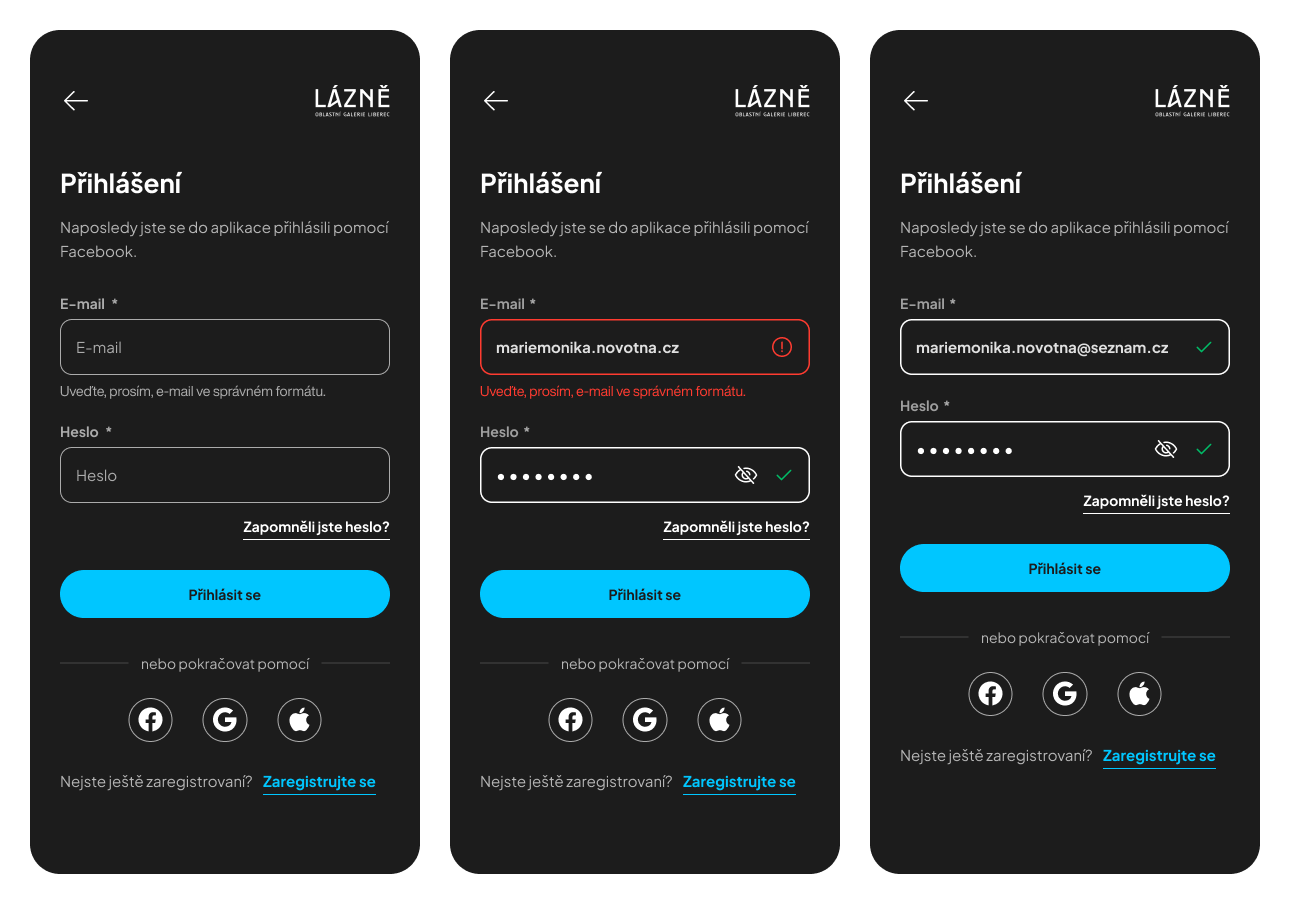 LÁZNĚ
OBLASTNÍ GALERIE LIBEREC
Přihlášení
Naposledy jste se do aplikace přihlásili pomocí
Facebook.
E-mail *
E-mail
Uveďte, prosím, e-mail ve správném formátu.
Heslo *
Heslo
Zapomněli jste heslo?
Přihlásit se
nebo pokračovat pomocí
Nejste ještě zaregistrovaní? Zaregistrujte se
LÁZNĚ
OBLASTNÍ GALERIE LIBEREC
Přihlášení
Naposledy jste se do aplikace přihlásili pomocí
Facebook.
E-mail *
mariemonika.novotna.cz
Uveďte, prosím, e-mail ve správném formátu.
Heslo *
Zapomněli jste heslo?
Přihlásit se
nebo pokračovat pomocí
Nejste ještě zaregistrovaní? Zaregistrujte se
LÁZNĚ
OBLASTNÍ GALERIE LIBEREC
Přihlášení
Naposledy jste se do aplikace přihlásili pomocí
Facebook.
E-mail *
mariemonika.novotna@seznam.cz
Heslo *
Zapomněli jste heslo?
Přihlásit se
nebo pokračovat pomocí
Nejste ještě zaregistrovaní? Zaregistrujte se